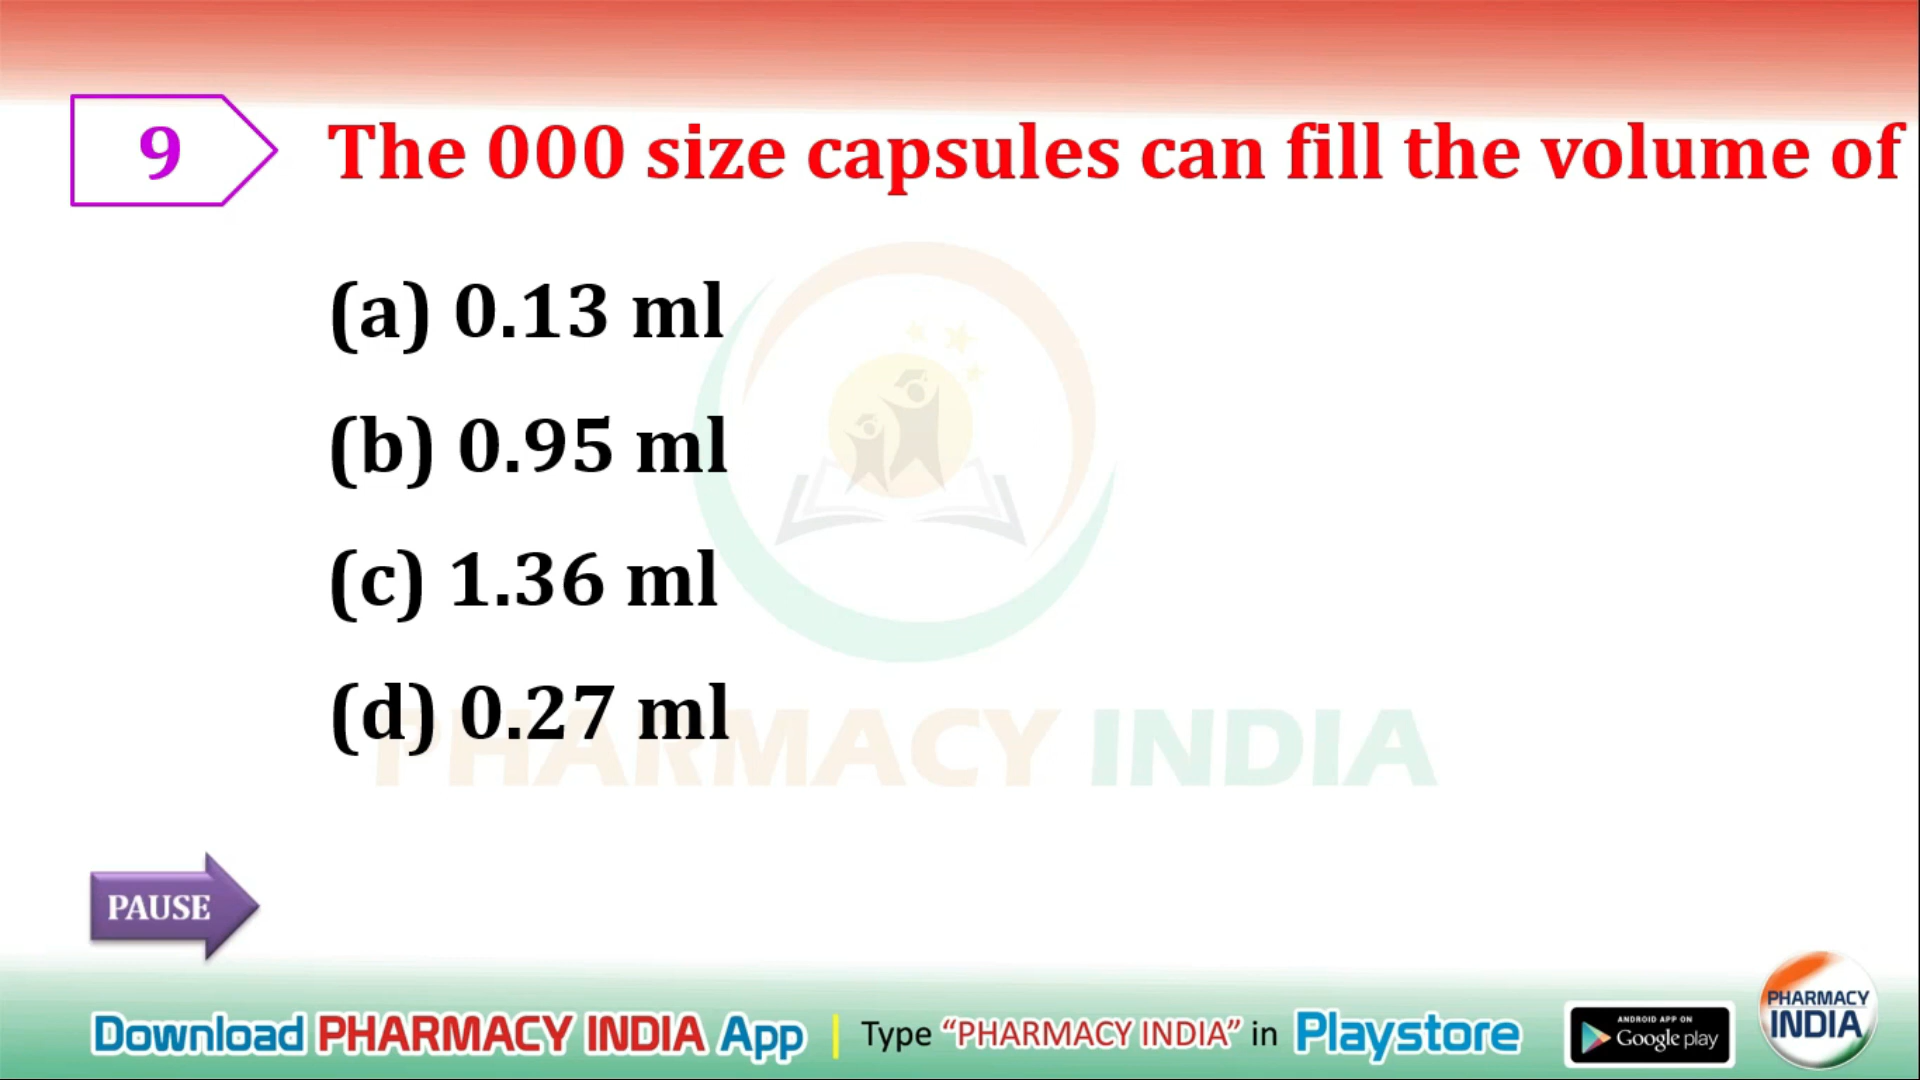 9
The 000 size capsules can fill the volume of
(a) 0.13 ml
(b) 0.95 ml
(c) 1.36 ml
(d) 0.27 ml
PHARMACY INDIA
PAUSE
Download PHARMACY INDIA App | Type “PHARMACY INDIA” in Playstore
ANDROID APP ON
Google play
PHARMACY
INDIA